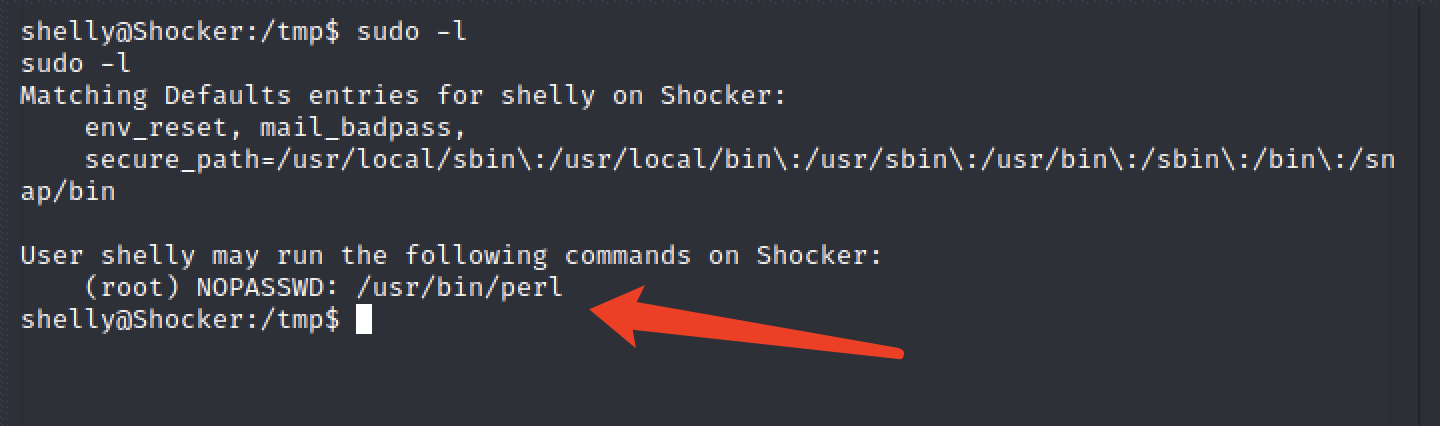 shelly@Shocker:/tmp$ sudo -l
sudo -l
Matching Defaults entries for shelly on Shocker:
    env_reset, mail_badpass,
    secure_path=/usr/local/sbin\:/usr/local/bin\:/usr/sbin\:/usr/bin\:/sbin\:/bin\:/sn
ap/bin

User shelly may run the following commands on Shocker:
    (root) NOPASSWD: /usr/bin/perl
shelly@Shocker:/tmp$